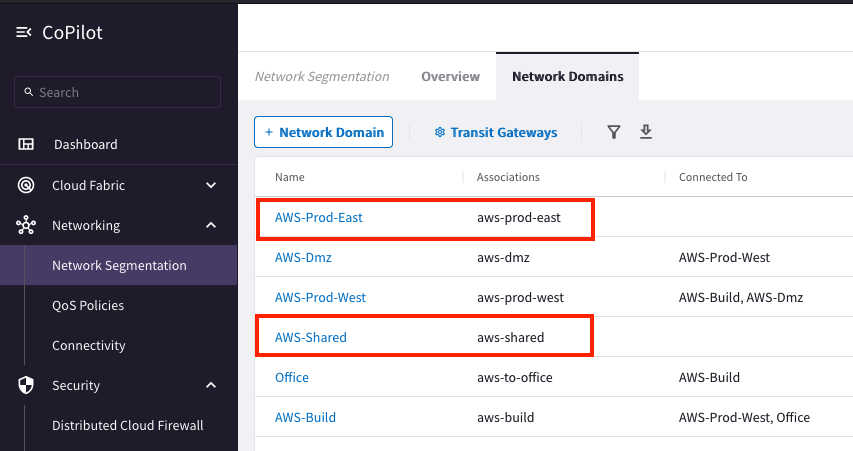 CoPilot
Search
Dashboard
Cloud Fabric
Networking
Network Segmentation
QoS Policies
Connectivity
Security
Distributed Cloud Firewall
Network Segmentation Overview Network Domains
+ Network Domain Transit Gateways
Name Associations Connected To
AWS-Prod-East aws-prod-east
AWS-Dmz aws-dmz AWS-Prod-West
AWS-Prod-West aws-prod-west AWS-Build, AWS-Dmz
AWS-Shared aws-shared
Office aws-to-office AWS-Build
AWS-Build aws-build AWS-Prod-West, Office